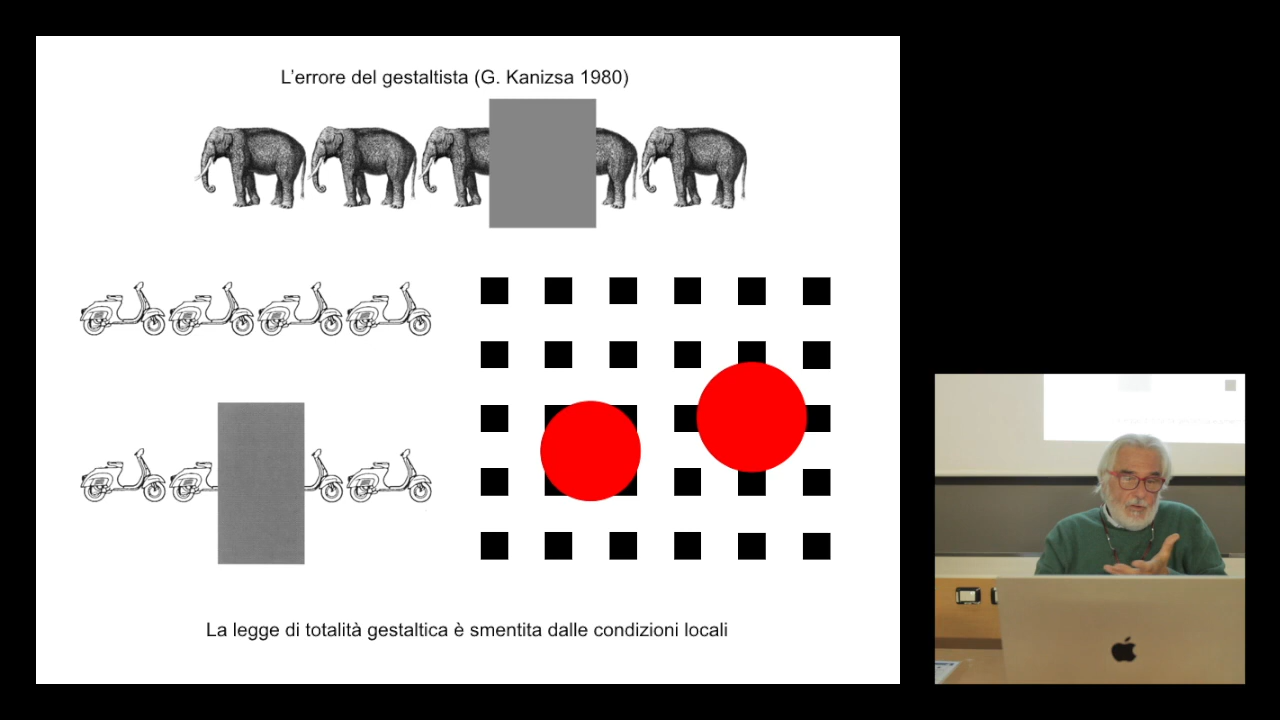 L'errore del gestaltista (G. Kanizsa 1980)
La legge di totalità gestaltica è smentita dalle condizioni locali